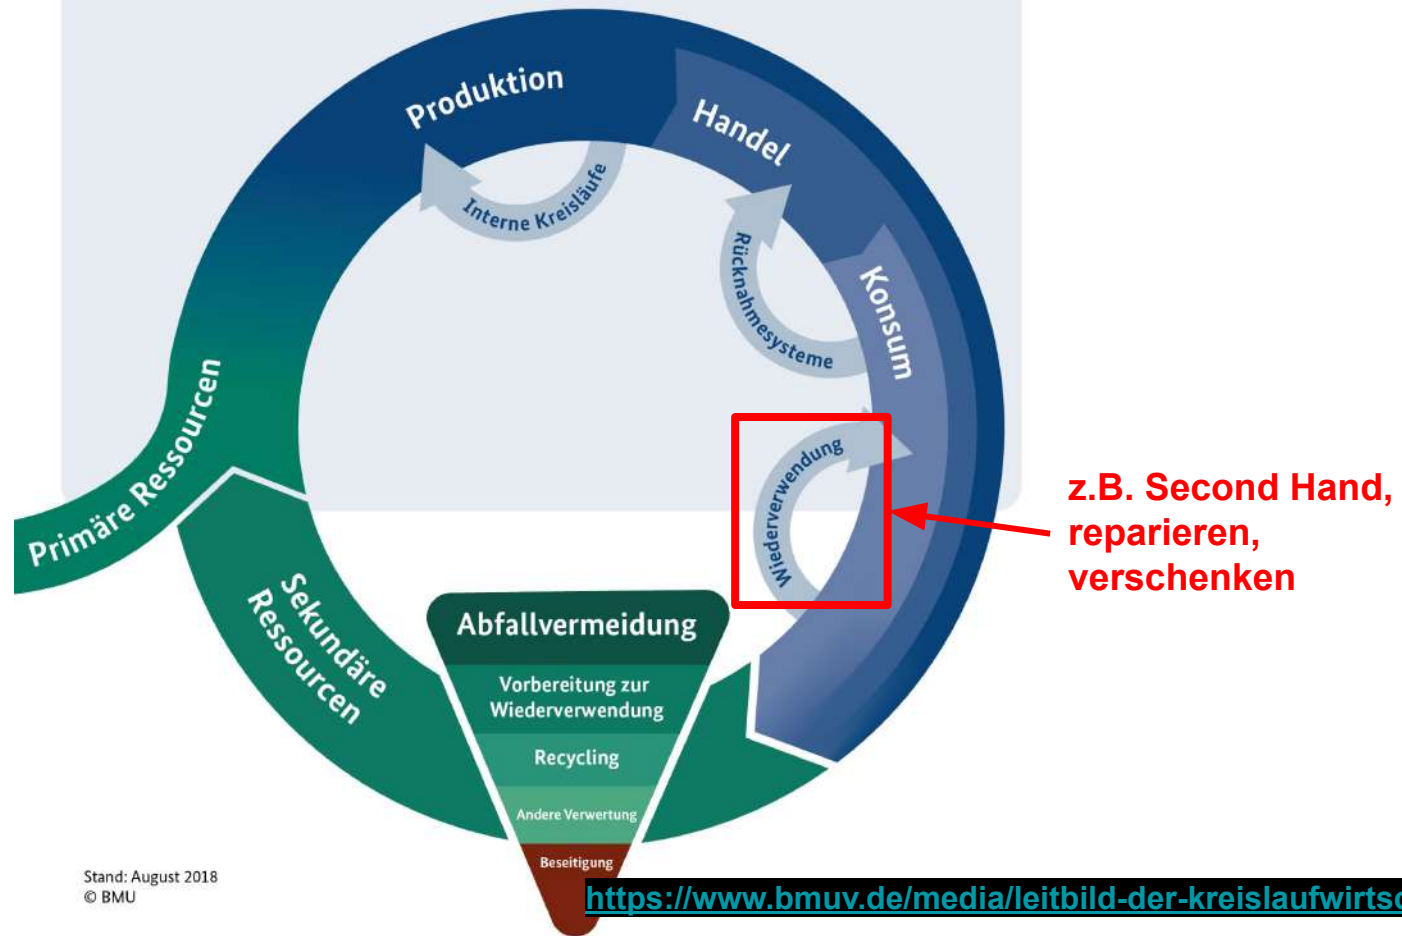 Produktion
Handel
Interne Kreisläufe
Rücknahmesysteme
Konsum
Primäre Ressourcen
Wiederverwendung
z.B. Second Hand,
reparieren,
verschenken
Sekundäre
Ressourcen
Abfallvermeidung
Vorbereitung zur
Wiederverwendung
Recycling
Andere Verwertung
Beseitigung
Stand: August 2018
© BMU
https://www.bmuv.de/media/leitbild-der-kreislaufwirtsc